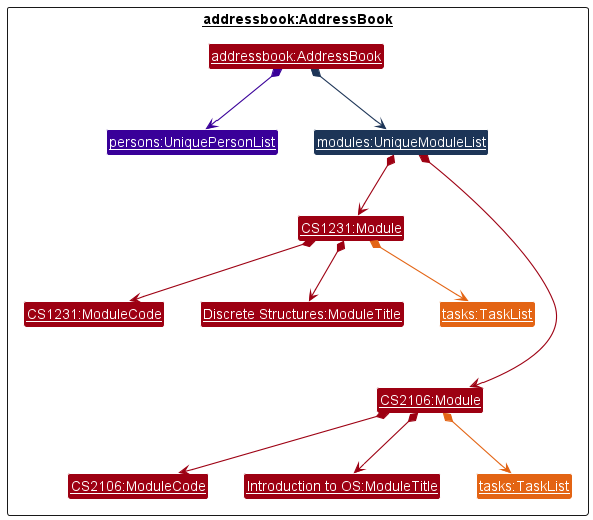 addressbook:AddressBook
addressbook:AddressBook
persons:UniquePersonList
modules:UniqueModuleList
CS1231:Module
CS1231:ModuleCode
Discrete Structures:ModuleTitle
tasks:TaskList
CS2106:Module
CS2106:ModuleCode
Introduction to OS:ModuleTitle
tasks:TaskList